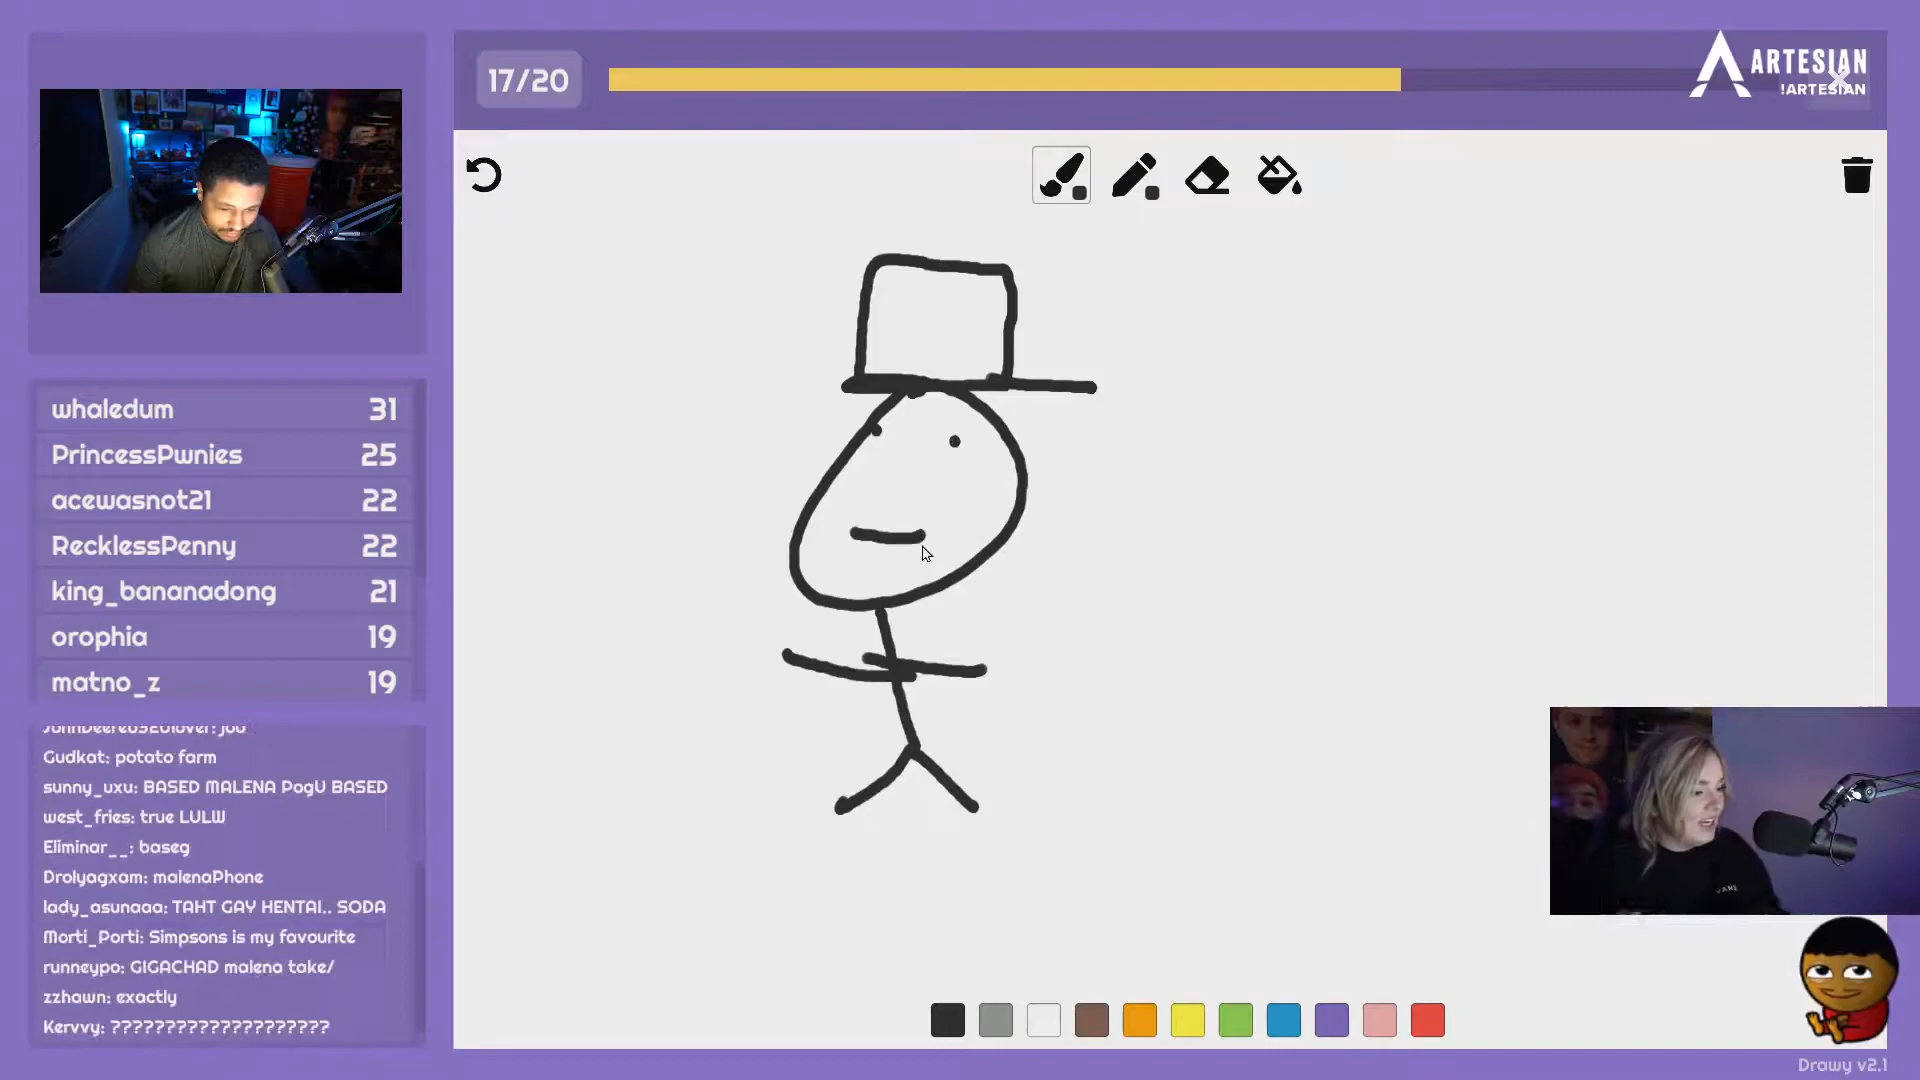 17/20
ARTESIAN
!ARTESIAN
whaledum 31
PrincessPwnies 25
acewasnot21 22
RecklessPenny 22
king_bananadong 21
orophia 19
matno_z 19
Gudkat: potato farm
sunny_uxu: BASED MALENA PogU BASED
west_fries: true LULW
Eliminar__: baseg
Drolyagxam: malenaPhone
lady_asunaaa: TAHT GAY HENTAI.. SODA
Morti_Porti: Simpsons is my favourite
runneypo: GIGACHAD malena take/
zzhawn: exactly
Kervvy: ????????????????????
VANS
Drawy v2.1